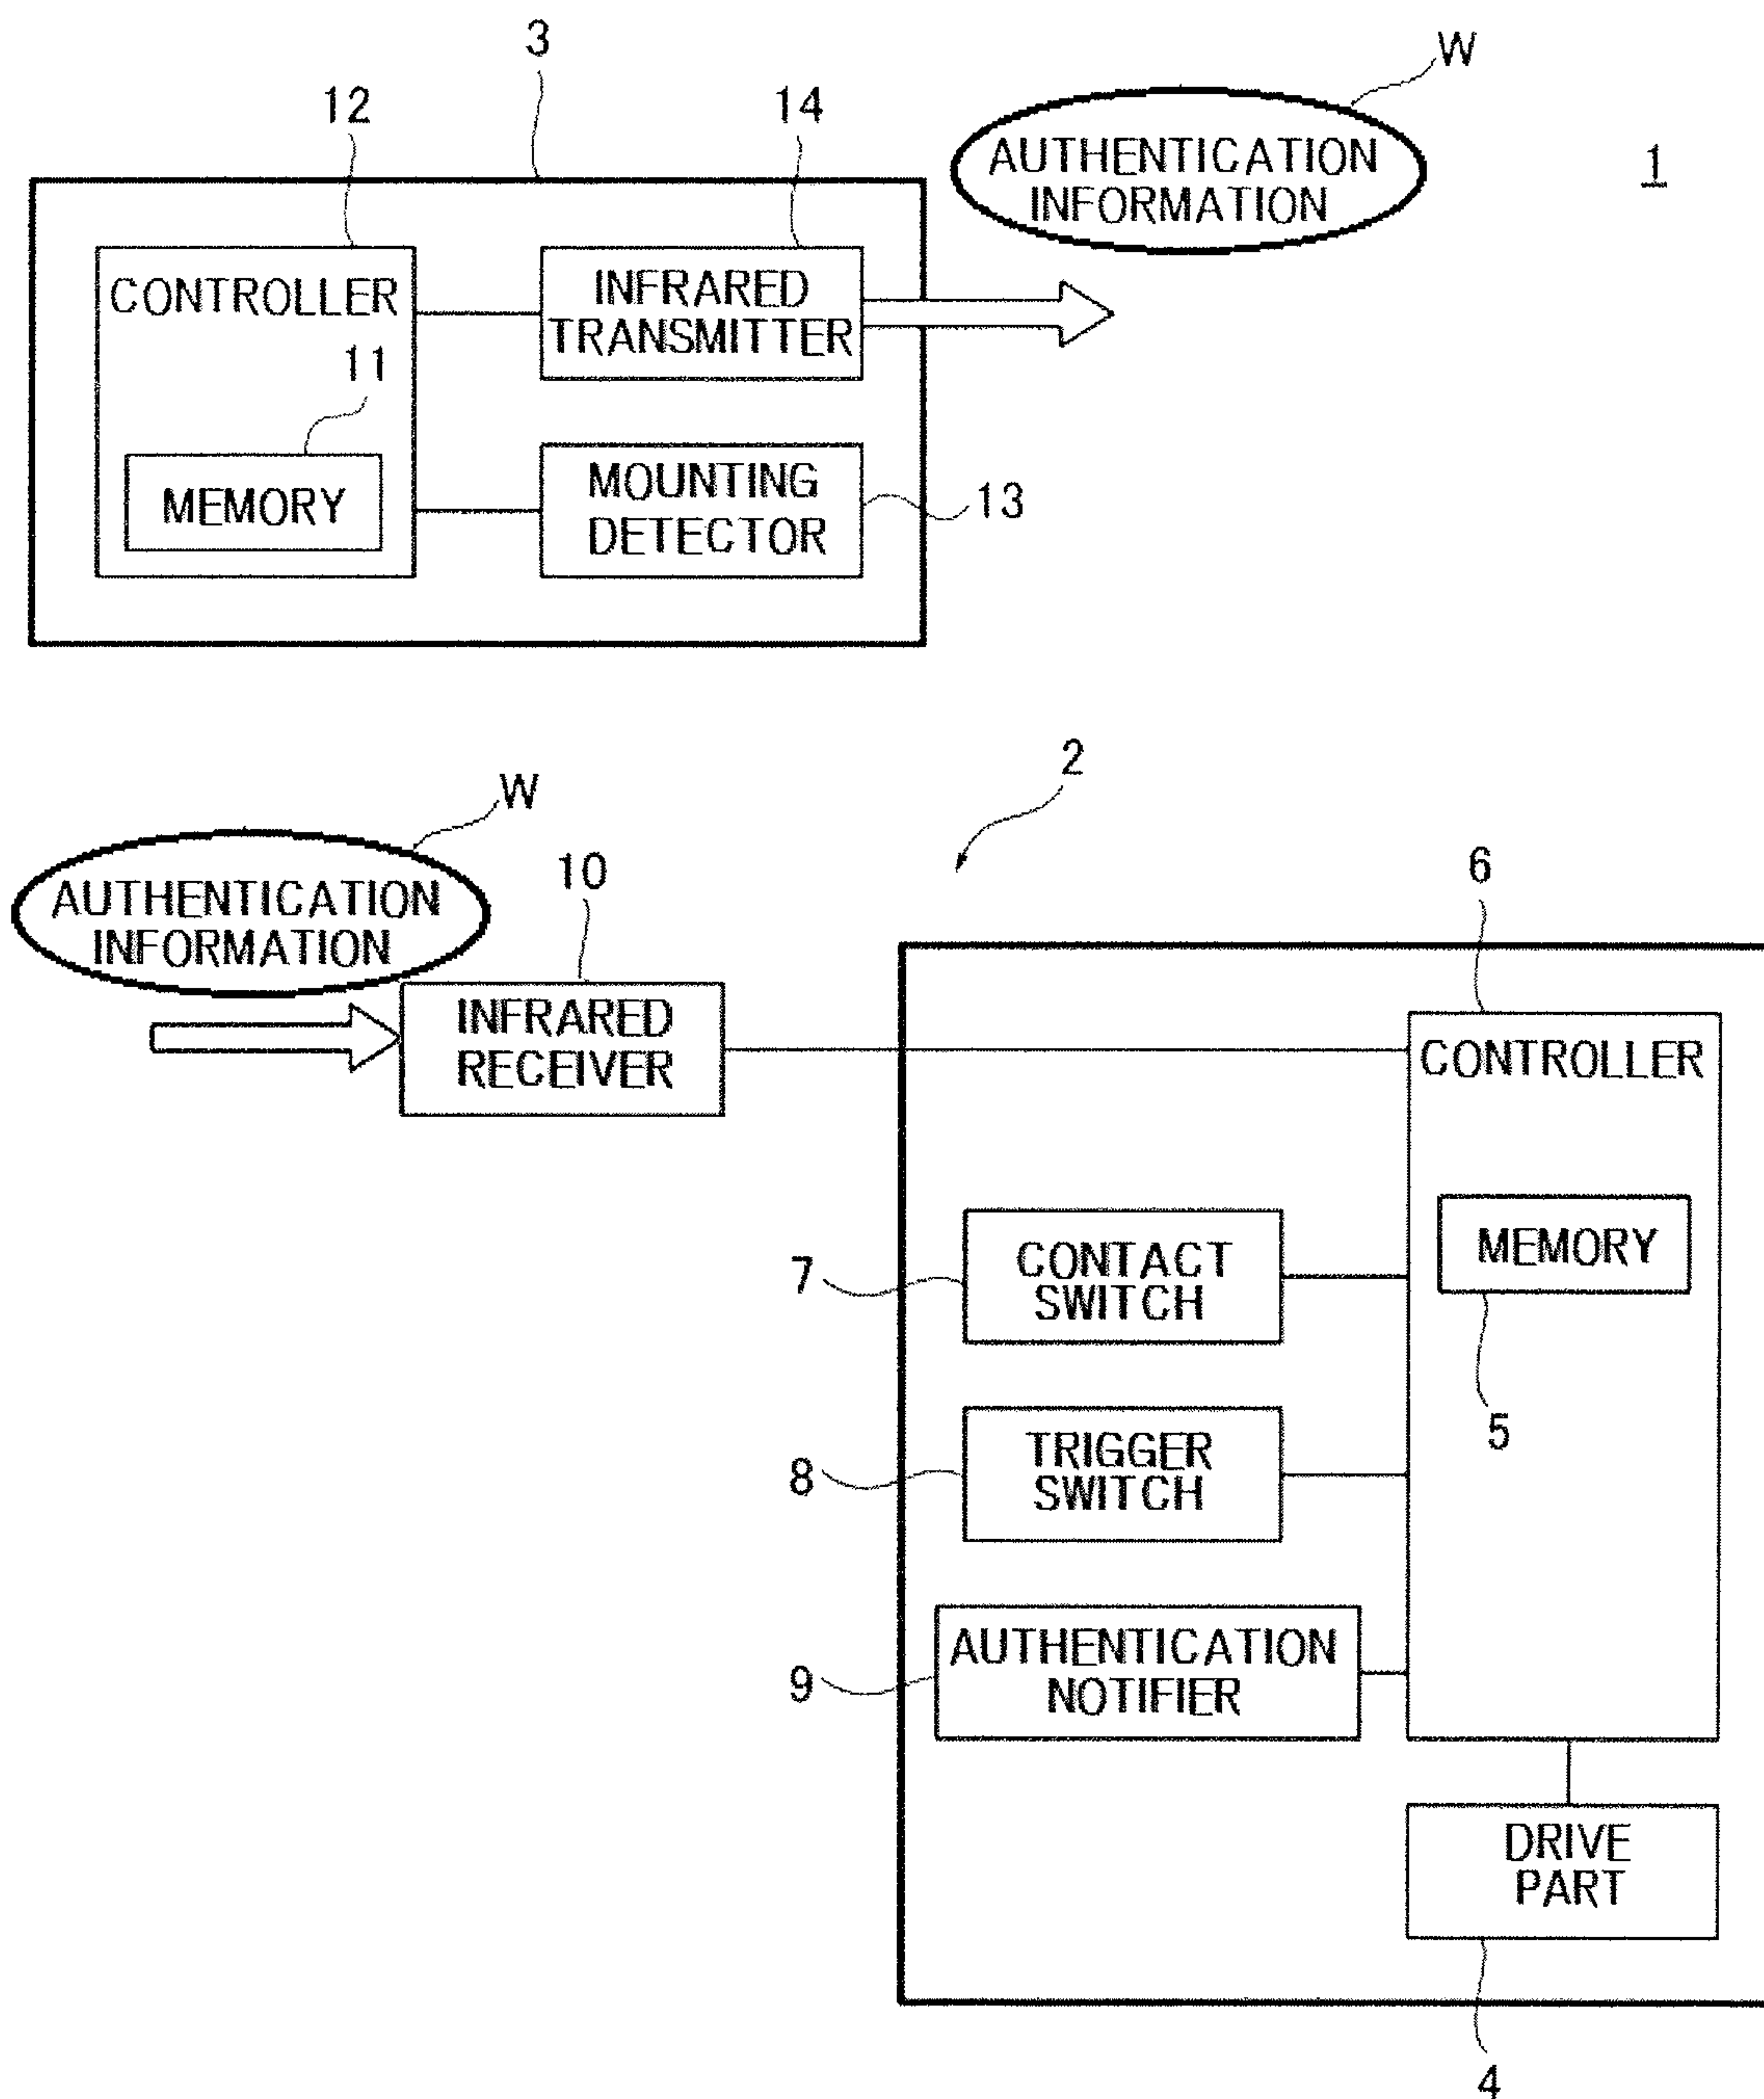 3
W
12
14
AUTHENTICATION
INFORMATION
1
CONTROLLER
INFRARED
TRANSMITTER
11
MEMORY
MOUNTING
DETECTOR
13
2
W
10
6
AUTHENTICATION
INFORMATION
INFRARED
RECEIVER
CONTROLLER
7
CONTACT
SWITCH
MEMORY
5
8
TRIGGER
SWITCH
9
AUTHENTICATION
NOTIFIER
DRIVE
PART
4